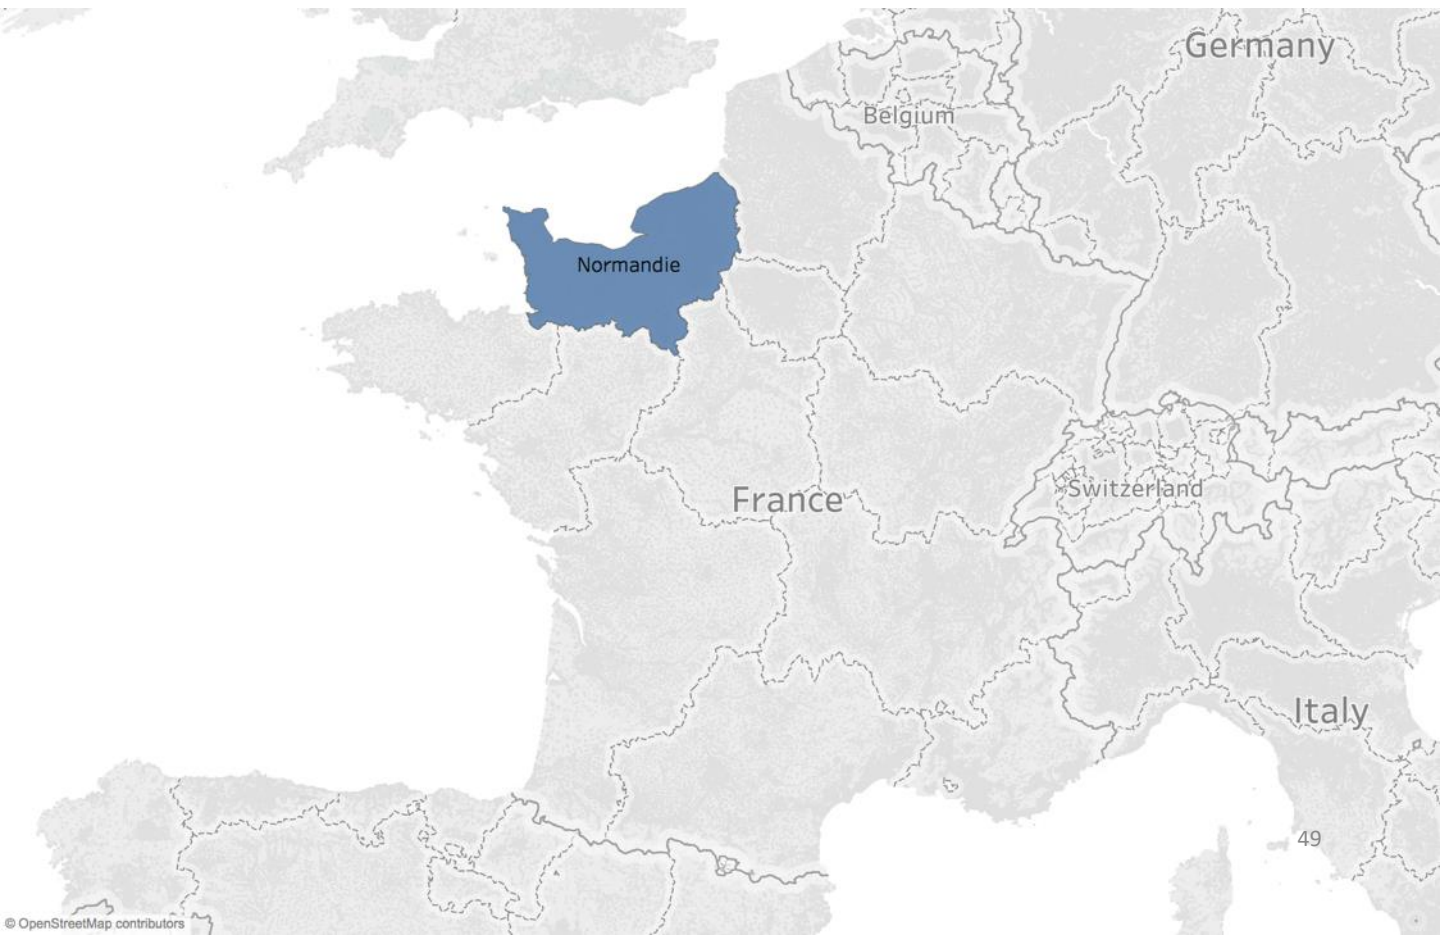 Germany
Belgium
Normandie
France
Switzerland
Italy
49
© OpenStreetMap contributors